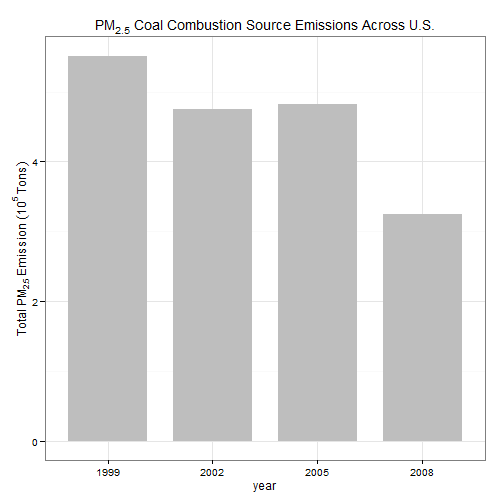 PM2.5 Coal Combustion Source Emissions Across U.S.
Total PM2.5 Emission (10^5 Tons)
4
2
0
1999 2002 2005 2008
year